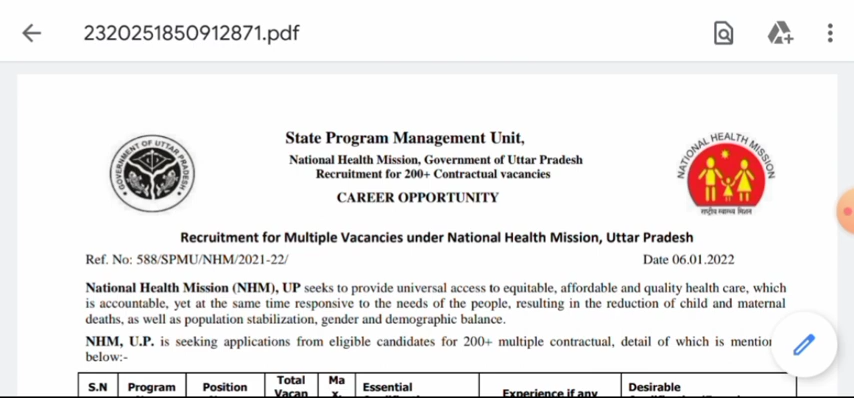 2320251850912871.pdf
State Program Management Unit,
National Health Mission, Government of Uttar Pradesh
Recruitment for 200+ Contractual vacancies
CAREER OPPORTUNITY
GOVERNMENT OF UTTAR PRADESH
NATIONAL HEALTH MISSION
राष्ट्रीय स्वास्थ्य मिशन
Recruitment for Multiple Vacancies under National Health Mission, Uttar Pradesh
Ref. No: 588/SPMU/NHM/2021-22/ Date 06.01.2022
National Health Mission (NHM), UP seeks to provide universal access to equitable, affordable and quality health care, which
is accountable, yet at the same time responsive to the needs of the people, resulting in the reduction of child and maternal
deaths, as well as population stabilization, gender and demographic balance.
NHM, U.P. is seeking applications from eligible candidates for 200+ multiple contractual, detail of which is mention
below:-
S.N Program Position Total Ma Essential Desirable
Vacan x. Experience if any